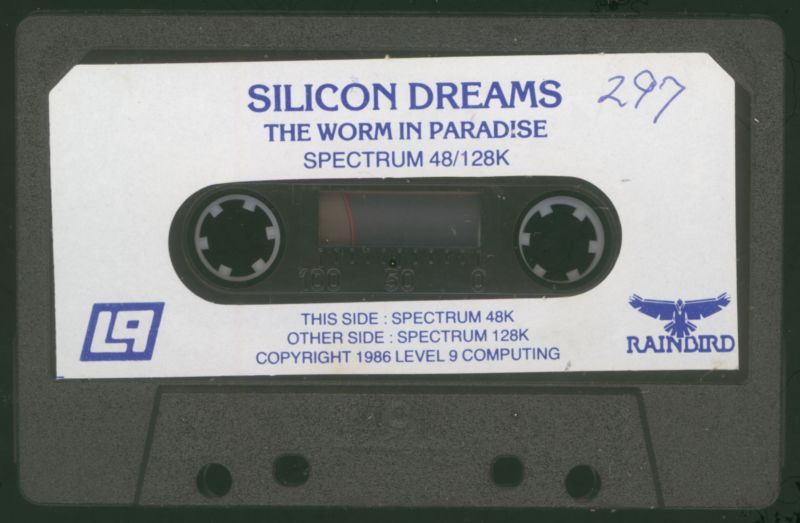 SILICON DREAMS
297
THE WORM IN PARADISE
SPECTRUM 48/128K
100 50 0
L9
THIS SIDE : SPECTRUM 48K
OTHER SIDE : SPECTRUM 128K
COPYRIGHT 1986 LEVEL 9 COMPUTING
RAINBIRD